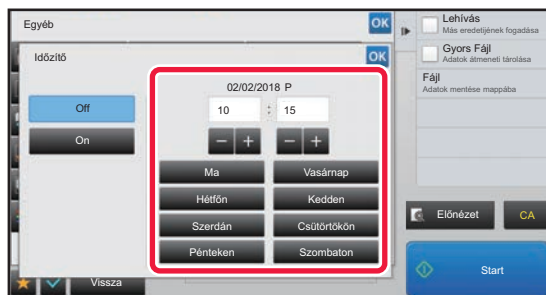 Egyéb
OK
Időzítő
OK
02/02/2018 P
10 : 15
Off
On
Ma
Vasárnap
Hétfőn
Kedden
Szerdán
Csütörtökön
Pénteken
Szombaton
Vissza
Lehívás
Más eredetijének fogadása
Gyors Fájl
Adatok átmeneti tárolása
Fájl
Adatok mentése mappába
Előnézet
CA
Start